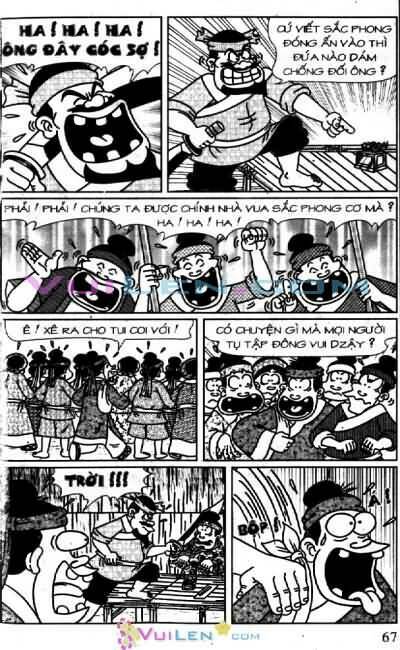 HA! HA! HA!
ÔNG ĐÂY CÓC SỢ!
CỨ VIẾT SẮC PHONG
ĐÓNG ẤN VÀO THÌ
ĐỨA NÀO DÁM
CHỐNG ĐỐI ÔNG?
PHẢI! PHẢI! CHÚNG TA ĐƯỢC CHÍNH NHÀ VUA SẮC PHONG CƠ MÀ?
HA! HA! HA!
VUILEN.COM
Ê! XÊ RA CHO TUI COI VỚI!
CÓ CHUYỆN GÌ MÀ MỌI NGƯỜI
TỤ TẬP ĐÔNG VUI DZẬY?
TRỜI!!!
BỐP!
Á!
67
VUILEN.COM